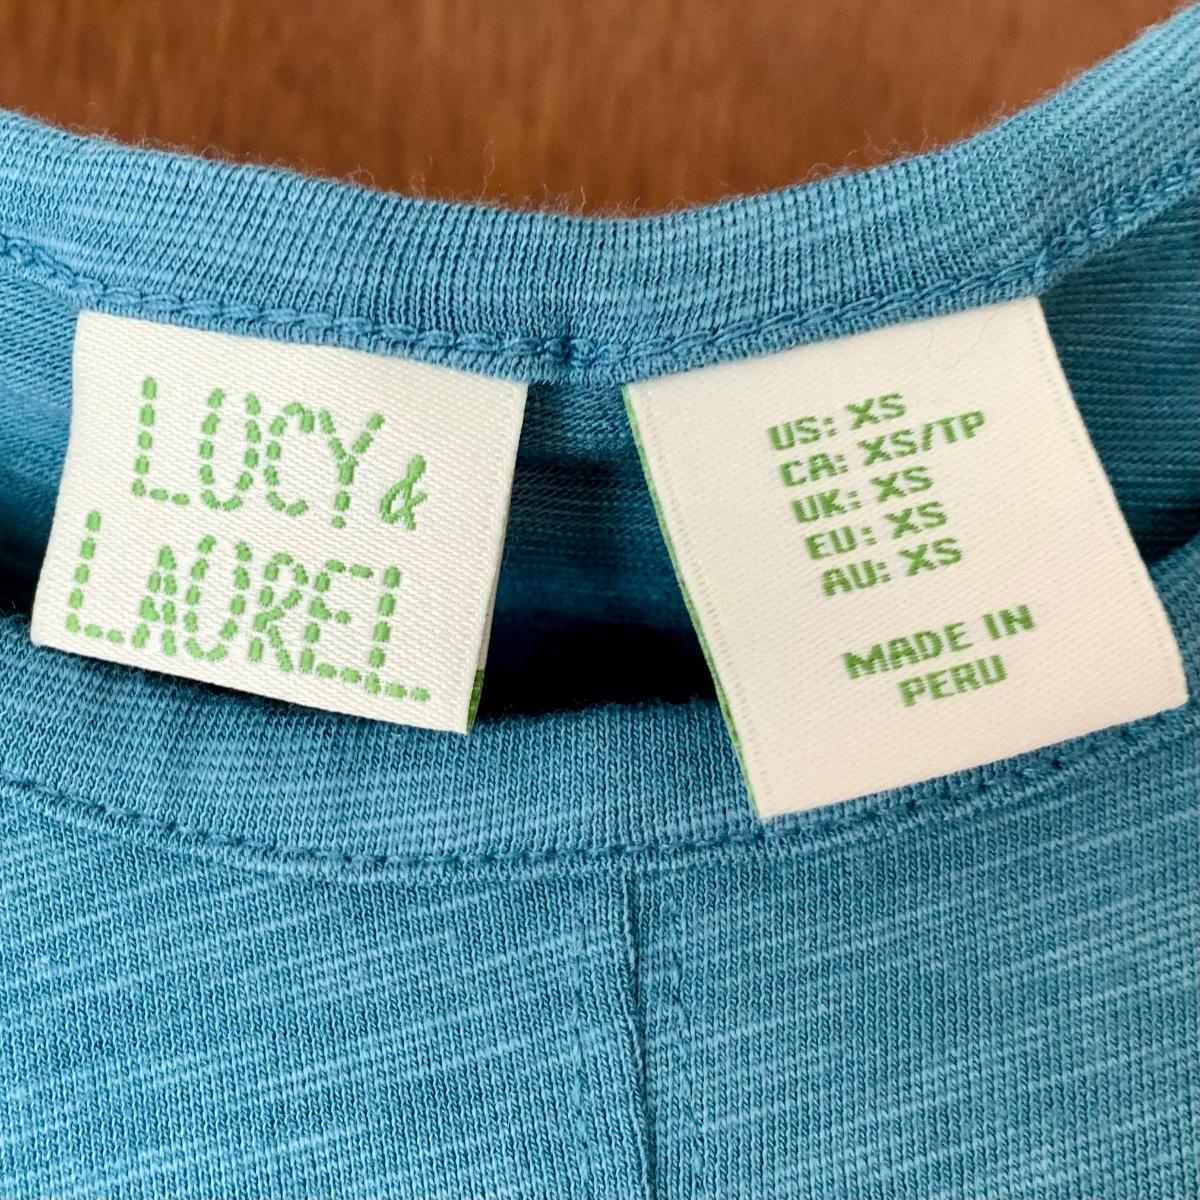 LUCY &
LAUREL
US: XS
CA: XS/TP
UK: XS
EU: XS
AU: XS
MADE IN
PERU